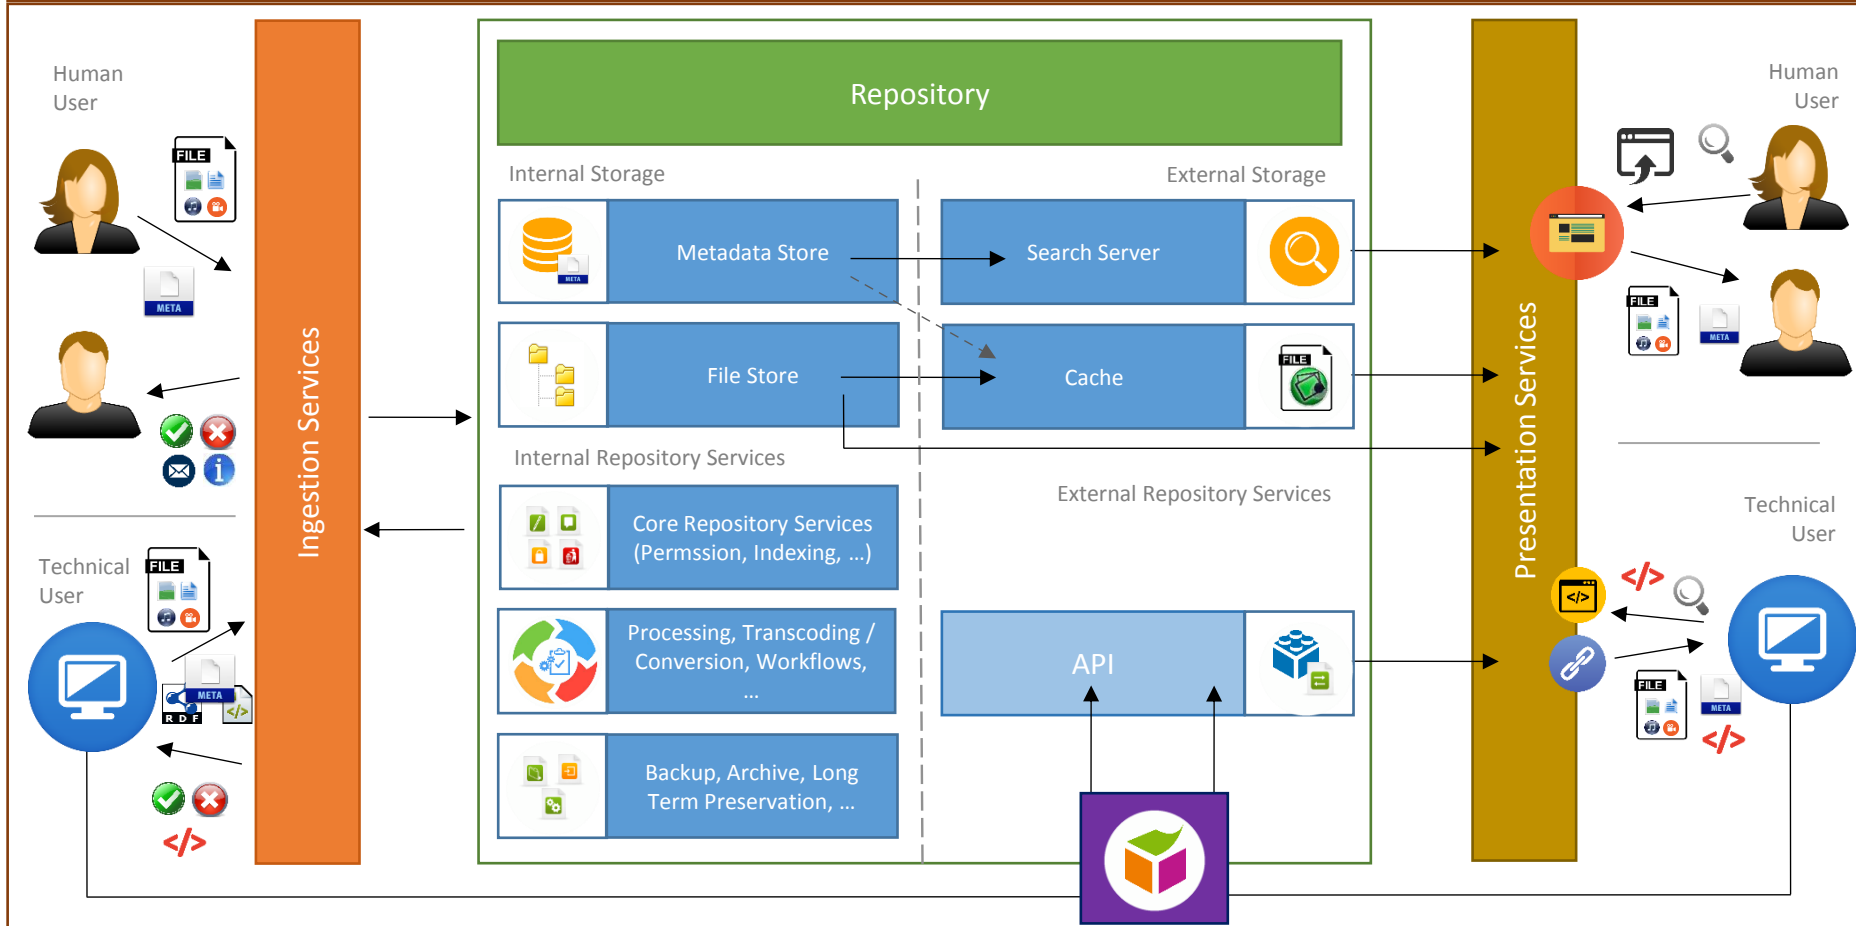 Human
User
FILE
META
Technical
User
FILE
META
RDF
</>
</>
Ingestion Services
Repository
Internal Storage
External Storage
Metadata Store
META
Search Server
File Store
Cache
FILE
Internal Repository Services
External Repository Services
Core Repository Services
(Permssion, Indexing, ...)
Processing, Transcoding /
Conversion, Workflows,
...
API
Backup, Archive, Long
Term Preservation, ...
Presentation Services
Human
User
FILE
META
Technical
User
</>
</>
FILE
META
</>